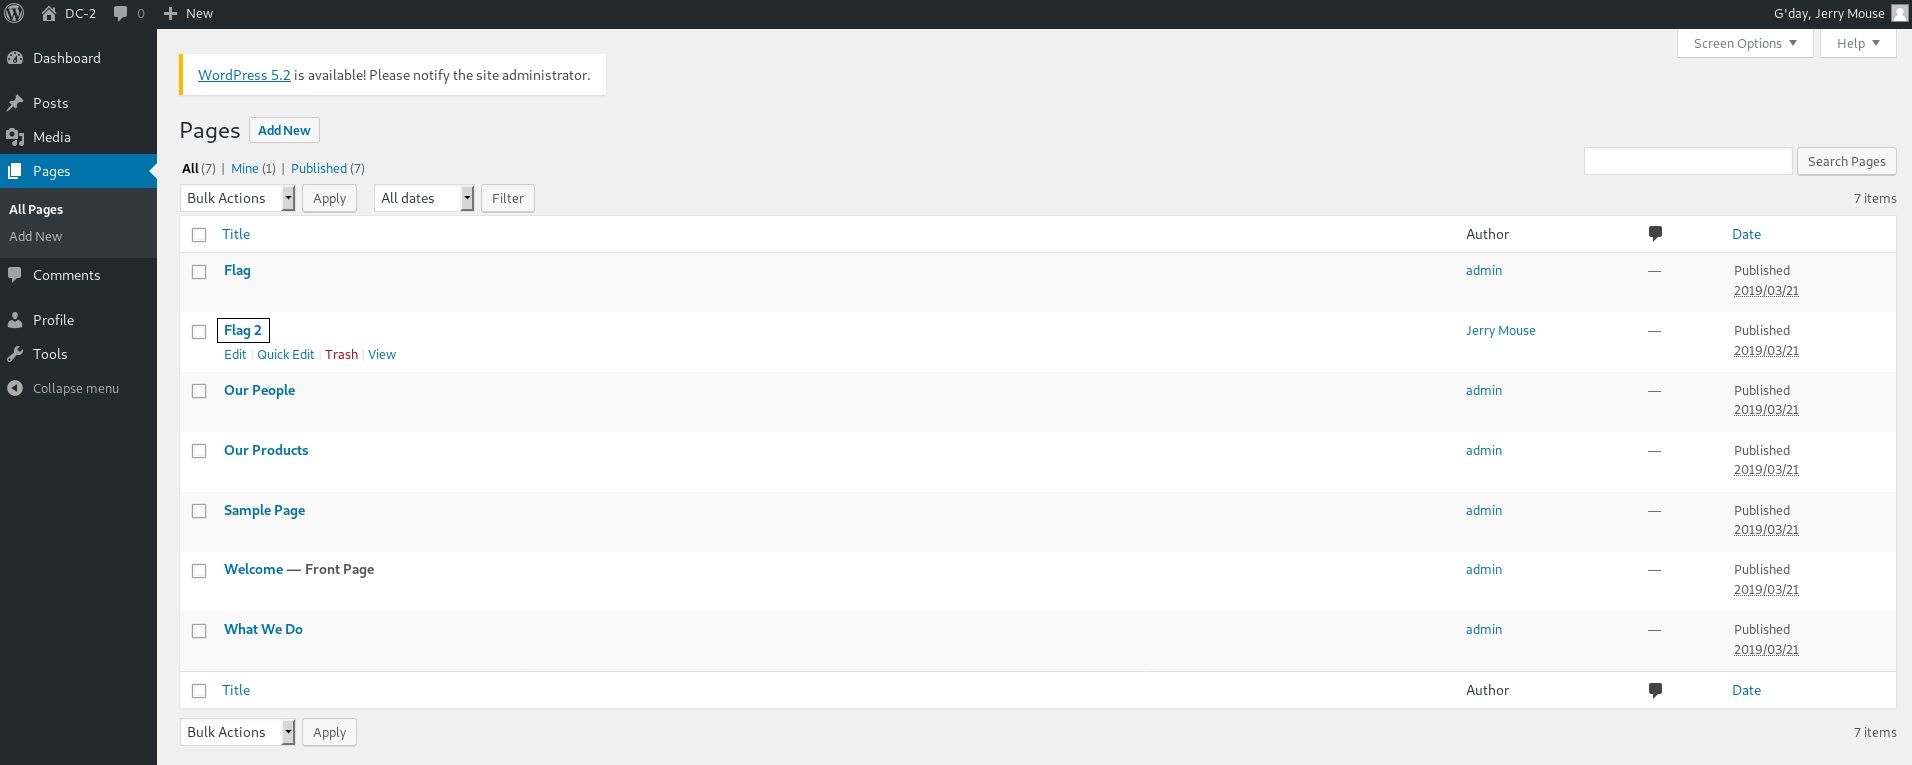 DC-2 0 New G'day, Jerry Mouse
Screen Options Help
Dashboard
Posts
Media
Pages
All Pages
Add New
Comments
Profile
Tools
Collapse menu
WordPress 5.2 is available! Please notify the site administrator.
Pages Add New
All (7) | Mine (1) | Published (7)
Search Pages
Bulk Actions Apply All dates Filter 7 items
Title Author Date
Flag admin — Published
2019/03/21
Flag 2 Jerry Mouse — Published
Edit | Quick Edit | Trash | View 2019/03/21
Our People admin — Published
2019/03/21
Our Products admin — Published
2019/03/21
Sample Page admin — Published
2019/03/21
Welcome — Front Page admin — Published
2019/03/21
What We Do admin — Published
2019/03/21
Title Author Date
Bulk Actions Apply 7 items